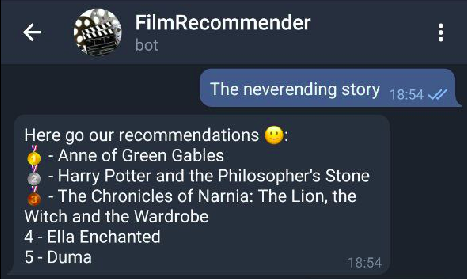 FilmRecommender
bot
The neverending story 18:54
Here go our recommendations 🙂:
🥇 - Anne of Green Gables
🥈 - Harry Potter and the Philosopher's Stone
🥉 - The Chronicles of Narnia: The Lion, the
Witch and the Wardrobe
4 - Ella Enchanted
5 - Duma
18:54